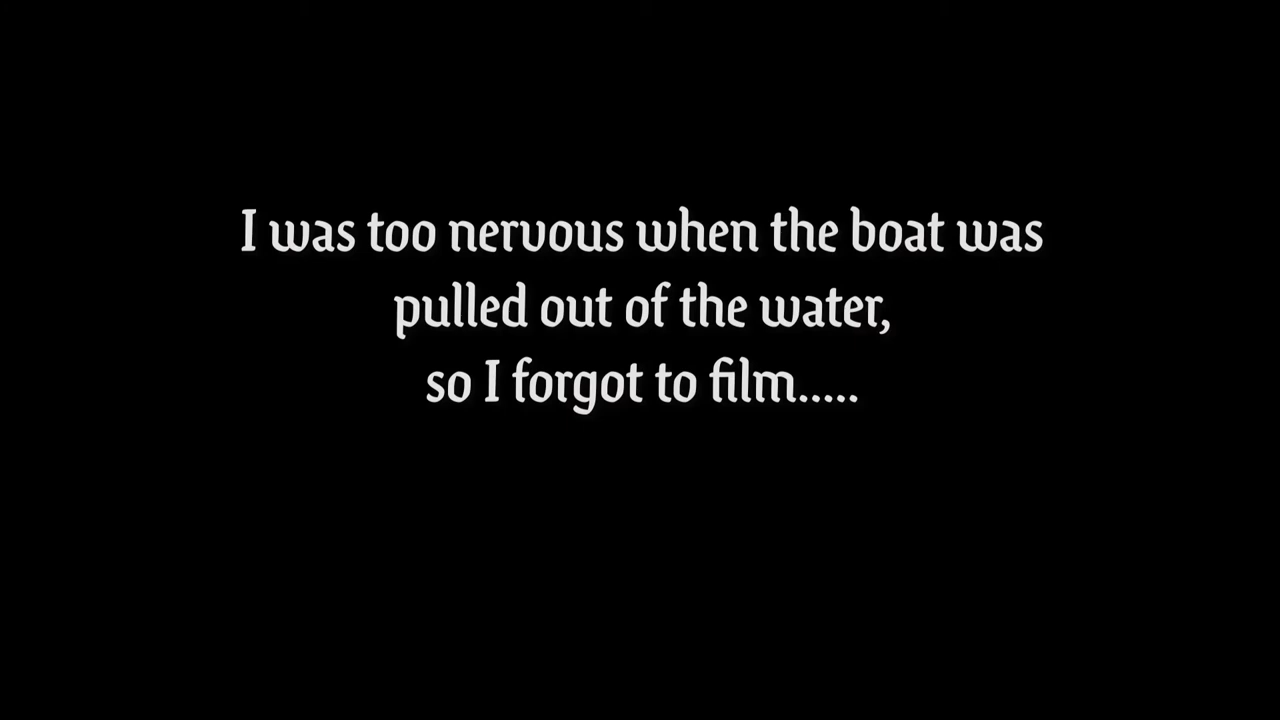 I was too nervous when the boat was
pulled out of the water,
so I forgot to film.....